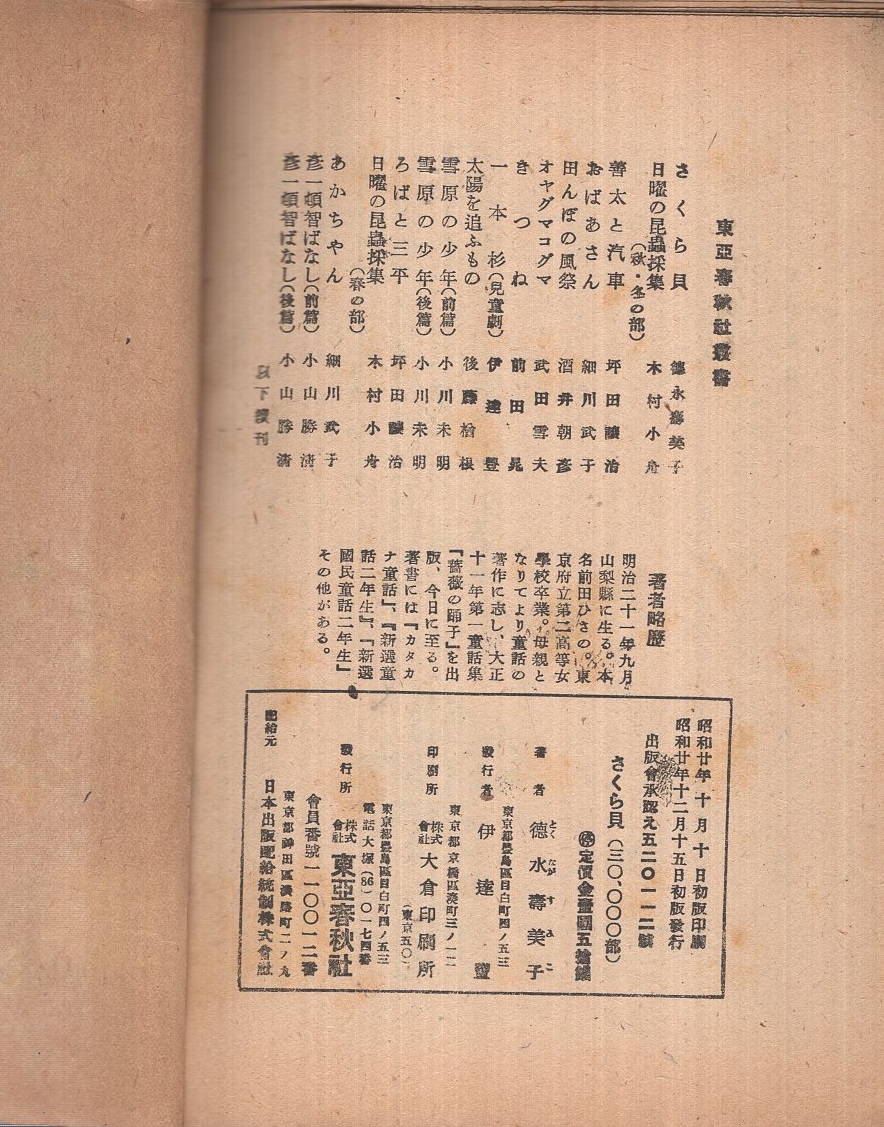 東亞春秋社叢書
さくら貝 德永壽美子
日曜の昆蟲採集(秋・冬の部) 木村小舟
善太と汽車 坪田讓治
おばあさん 細川武子
田んぼの風祭 酒井朝彥
オヤグマコグマ 武田雪夫
きつね 前田晁
一本杉(兒童劇) 伊達豐
太陽を追ふもの 後藤楢根
雪原の少年(前篇) 小川未明
雪原の少年(後篇) 小川未明
ろばと三平 坪田讓治
日曜の昆蟲採集(春の部) 木村小舟
あかちゃん 細川武子
彥一頓智ばなし(前篇) 小山勝淸
彥一頓智ばなし(後篇) 小山勝淸
以下續刊
著者略歷
明治二十一年九月
山梨縣に生る。本
名前田ひさの。東
京府立第二高等女
學校卒業。母親と
なりてより童話の
著作に志し、大正
十一年第一童話集
『薔薇の踊子』を出
版、今日に至る。
著書には『カタカ
ナ童話』、『新選童
話二年生』、『新選
國民童話二年生』
その他がある。
昭和廿年十月十日初版印刷
昭和廿年十二月十五日初版發行
出版會承認え五二〇一一二號
さくら貝(三〇、〇〇〇部)
定價金壹圓五拾錢
著者 德永壽美子
とくながすみこ
東京都豐島區目白町四ノ五三
發行者 伊達豐
東京都京橋區湊町三ノ一二
印刷所 株式會社 大倉印刷所
(東京五〇)
東京都豐島區目白町四ノ五三
電話大塚(86)〇一七四番
發行所 株式會社 東亞春秋社
會員番號一一〇〇一二番
東京都神田區淡路町二ノ九
配給元 日本出版配給統制株式會社